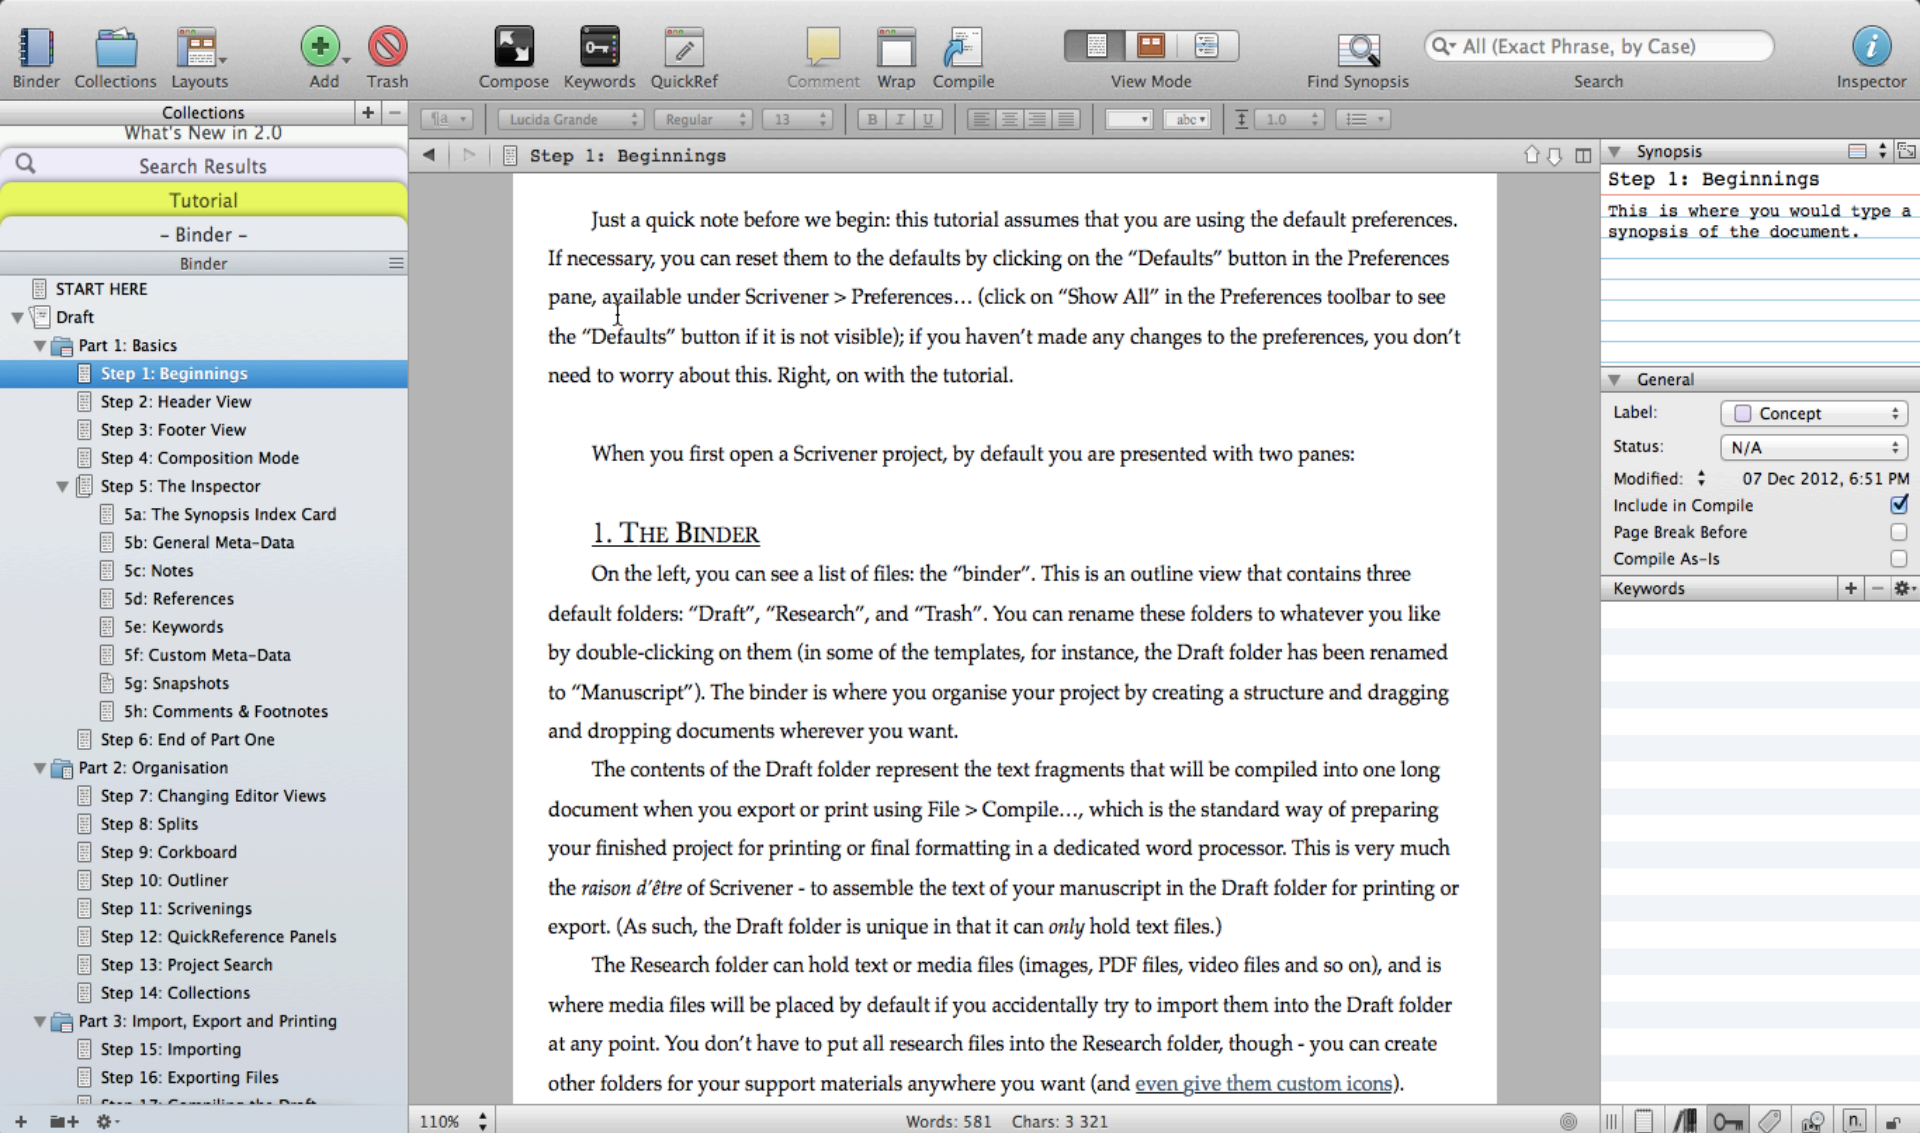 Binder Collections Layouts Add Trash Compose Keywords QuickRef Comment Wrap Compile View Mode Find Synopsis Search Inspector
All (Exact Phrase, by Case)
Collections
What's New in 2.0
Search Results
Tutorial
– Binder –
Binder
START HERE
Draft
Part 1: Basics
Step 1: Beginnings
Step 2: Header View
Step 3: Footer View
Step 4: Composition Mode
Step 5: The Inspector
5a: The Synopsis Index Card
5b: General Meta-Data
5c: Notes
5d: References
5e: Keywords
5f: Custom Meta-Data
5g: Snapshots
5h: Comments & Footnotes
Step 6: End of Part One
Part 2: Organisation
Step 7: Changing Editor Views
Step 8: Splits
Step 9: Corkboard
Step 10: Outliner
Step 11: Scrivenings
Step 12: QuickReference Panels
Step 13: Project Search
Step 14: Collections
Part 3: Import, Export and Printing
Step 15: Importing
Step 16: Exporting Files
Step 17: Compiling the Draft
¶a Lucida Grande Regular 13 B I U abc 1.0
Step 1: Beginnings
Just a quick note before we begin: this tutorial assumes that you are using the default preferences.
If necessary, you can reset them to the defaults by clicking on the “Defaults” button in the Preferences
pane, available under Scrivener > Preferences… (click on “Show All” in the Preferences toolbar to see
the “Defaults” button if it is not visible); if you haven’t made any changes to the preferences, you don’t
need to worry about this. Right, on with the tutorial.
When you first open a Scrivener project, by default you are presented with two panes:
1. THE BINDER
On the left, you can see a list of files: the “binder”. This is an outline view that contains three
default folders: “Draft”, “Research”, and “Trash”. You can rename these folders to whatever you like
by double-clicking on them (in some of the templates, for instance, the Draft folder has been renamed
to “Manuscript”). The binder is where you organise your project by creating a structure and dragging
and dropping documents wherever you want.
The contents of the Draft folder represent the text fragments that will be compiled into one long
document when you export or print using File > Compile…, which is the standard way of preparing
your finished project for printing or final formatting in a dedicated word processor. This is very much
the raison d’être of Scrivener - to assemble the text of your manuscript in the Draft folder for printing or
export. (As such, the Draft folder is unique in that it can only hold text files.)
The Research folder can hold text or media files (images, PDF files, video files and so on), and is
where media files will be placed by default if you accidentally try to import them into the Draft folder
at any point. You don’t have to put all research files into the Research folder, though - you can create
other folders for your support materials anywhere you want (and even give them custom icons).
110%
Words: 581 Chars: 3 321
Synopsis
Step 1: Beginnings
This is where you would type a
synopsis of the document.
General
Label: Concept
Status: N/A
Modified: 07 Dec 2012, 6:51 PM
Include in Compile
Page Break Before
Compile As-Is
Keywords
n.